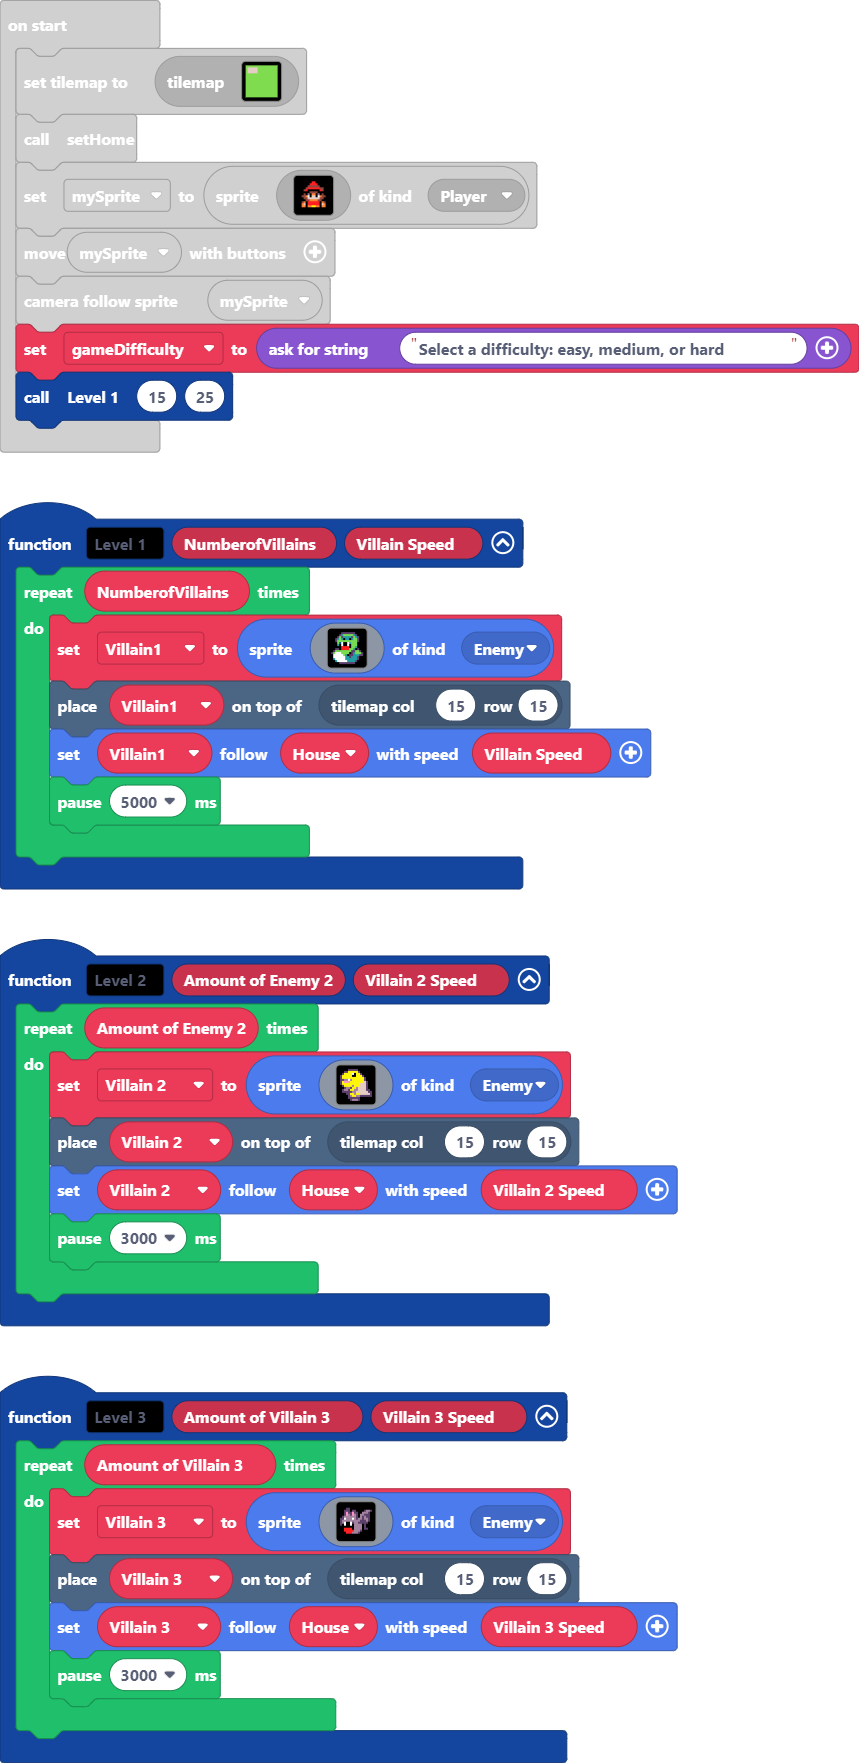 on start
set tilemap to tilemap
call setHome
set mySprite to sprite of kind Player
move mySprite with buttons
camera follow sprite mySprite
set gameDifficulty to ask for string "Select a difficulty: easy, medium, or hard "
call Level 1 15 25
function Level 1 NumberofVillains Villain Speed
repeat NumberofVillains times
do
set Villain1 to sprite of kind Enemy
place Villain1 on top of tilemap col 15 row 15
set Villain1 follow House with speed Villain Speed
pause 5000 ms
function Level 2 Amount of Enemy 2 Villain 2 Speed
repeat Amount of Enemy 2 times
do
set Villain 2 to sprite of kind Enemy
place Villain 2 on top of tilemap col 15 row 15
set Villain 2 follow House with speed Villain 2 Speed
pause 3000 ms
function Level 3 Amount of Villain 3 Villain 3 Speed
repeat Amount of Villain 3 times
do
set Villain 3 to sprite of kind Enemy
place Villain 3 on top of tilemap col 15 row 15
set Villain 3 follow House with speed Villain 3 Speed
pause 3000 ms